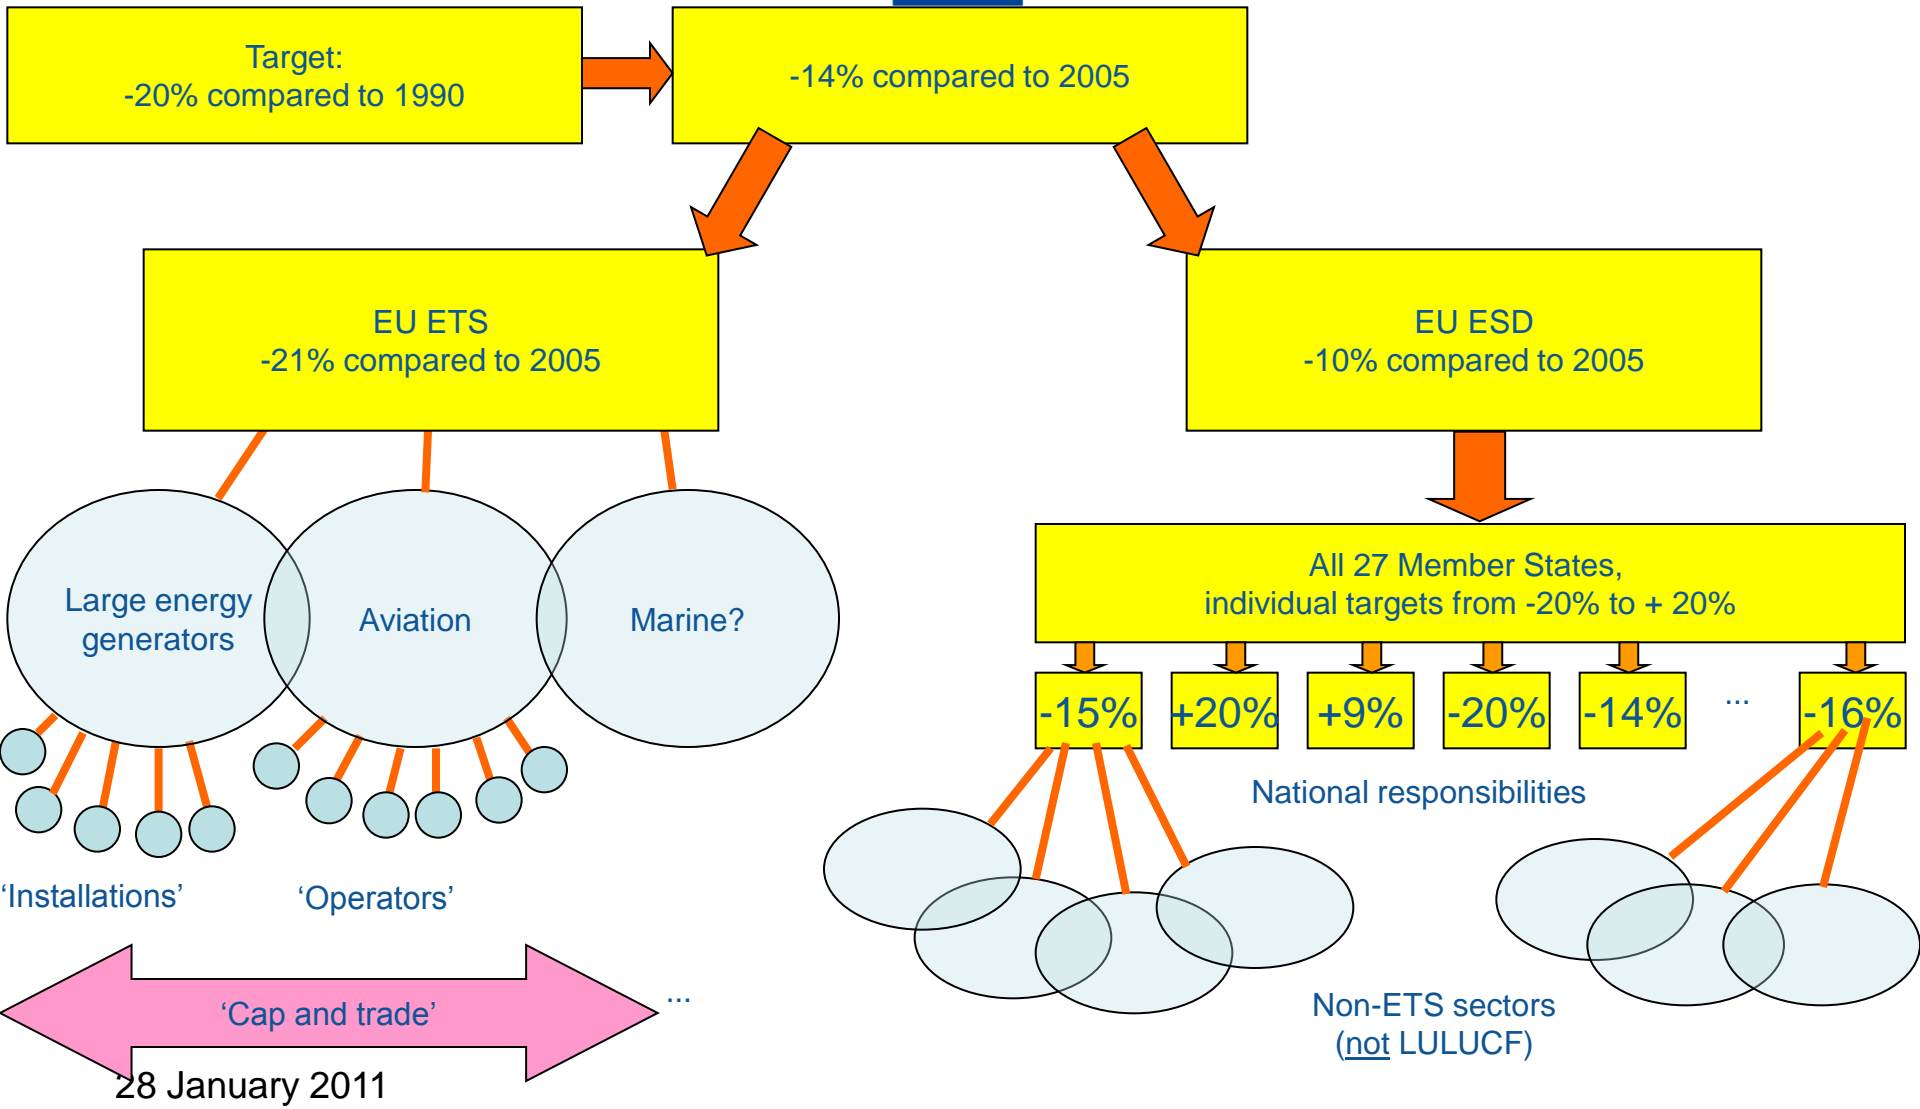 Target:
-20% compared to 1990
-14% compared to 2005
EU ETS
-21% compared to 2005
EU ESD
-10% compared to 2005
Large energy
generators
Aviation
Marine?
All 27 Member States,
individual targets from -20% to + 20%
-15%
+20%
+9%
-20%
-14%
...
-16%
National responsibilities
‘Installations’
‘Operators’
‘Cap and trade’
...
Non-ETS sectors
(not LULUCF)
28 January 2011